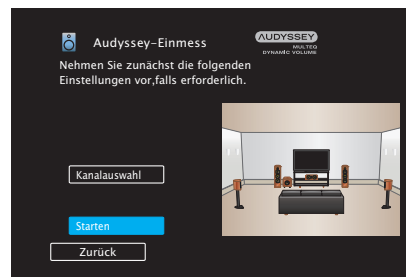 Audyssey-Einmess
AUDYSSEY
MULTEQ
DYNAMIC VOLUME
Nehmen Sie zunächst die folgenden
Einstellungen vor,falls erforderlich.
Kanalauswahl
Starten
Zurück